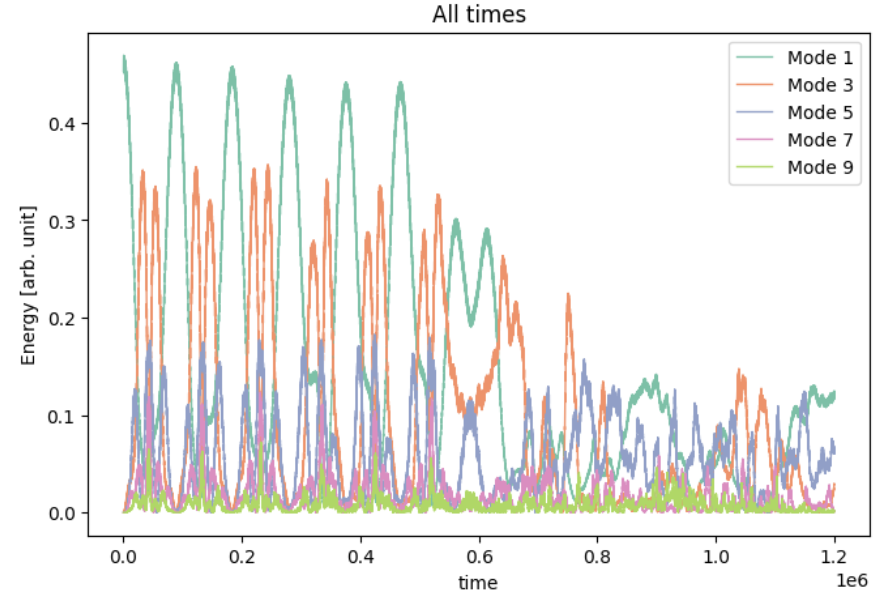 All times
Mode 1
Mode 3
Mode 5
Mode 7
Mode 9
Energy [arb. unit]
0.4
0.3
0.2
0.1
0.0
0.0 0.2 0.4 0.6 0.8 1.0 1.2
1e6
time